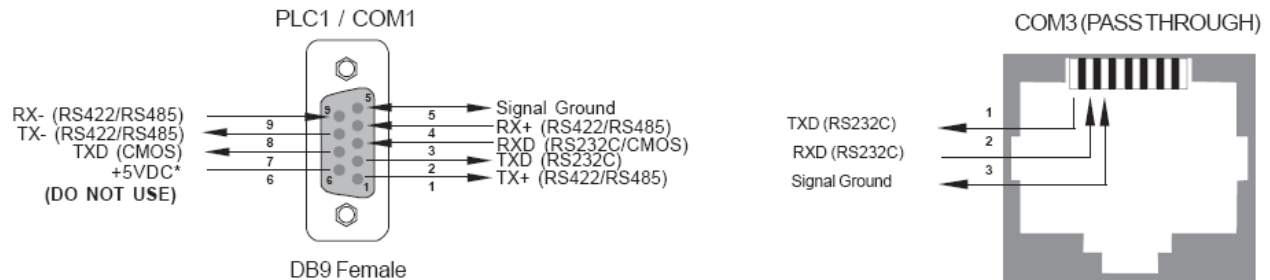 PLC1 / COM1
RX- (RS422/RS485)
TX- (RS422/RS485)
TXD (CMOS)
+5VDC*
(DO NOT USE)
9
8
7
6
9
5
6
1
5
4
3
2
1
Signal Ground
RX+ (RS422/RS485)
RXD (RS232C/CMOS)
TXD (RS232C)
TX+ (RS422/RS485)
DB9 Female
COM3 (PASS THROUGH)
TXD (RS232C)
RXD (RS232C)
Signal Ground
1
2
3